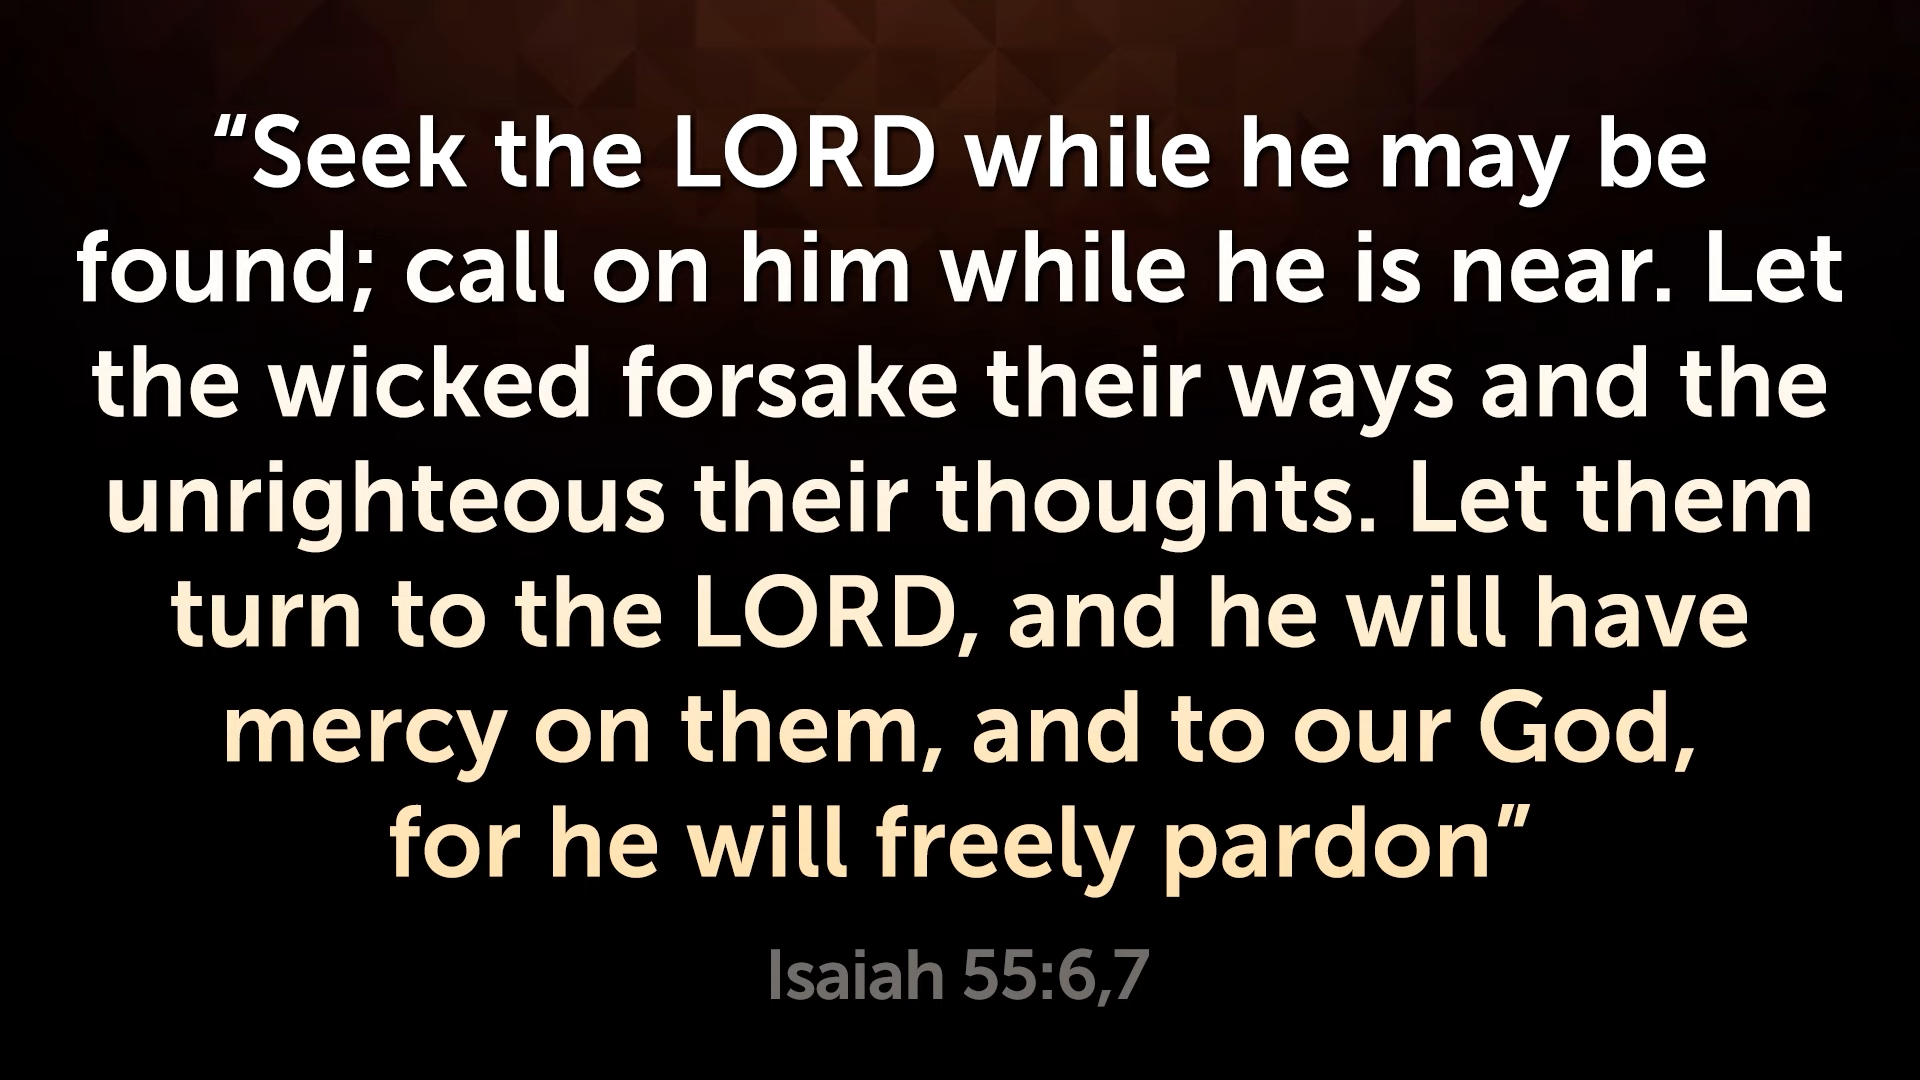 “Seek the LORD while he may be
found; call on him while he is near. Let
the wicked forsake their ways and the
unrighteous their thoughts. Let them
turn to the LORD, and he will have
mercy on them, and to our God,
for he will freely pardon”
Isaiah 55:6,7